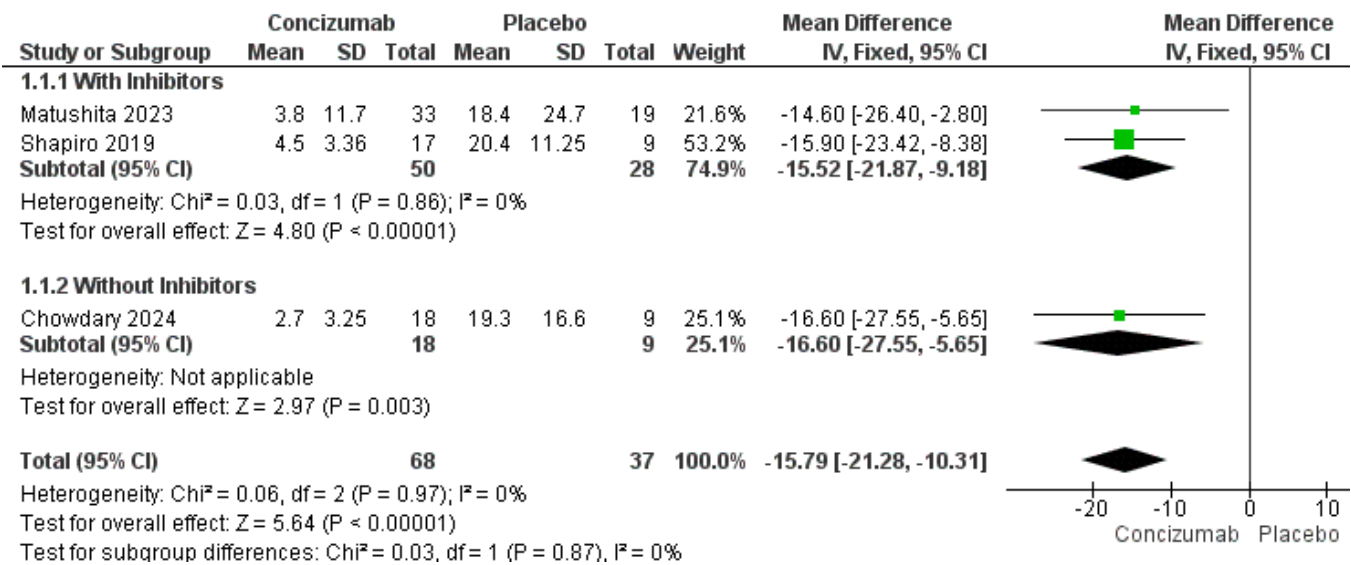 Concizumab Placebo Mean Difference Mean Difference
Study or Subgroup Mean SD Total Mean SD Total Weight IV, Fixed, 95% CI IV, Fixed, 95% CI
1.1.1 With Inhibitors
Matushita 2023 3.8 11.7 33 18.4 24.7 19 21.6% -14.60 [-26.40, -2.80]
Shapiro 2019 4.5 3.36 17 20.4 11.25 9 53.2% -15.90 [-23.42, -8.38]
Subtotal (95% CI) 50 28 74.9% -15.52 [-21.87, -9.18]
Heterogeneity: Chi² = 0.03, df = 1 (P = 0.86); I² = 0%
Test for overall effect: Z = 4.80 (P < 0.00001)
1.1.2 Without Inhibitors
Chowdary 2024 2.7 3.25 18 19.3 16.6 9 25.1% -16.60 [-27.55, -5.65]
Subtotal (95% CI) 18 9 25.1% -16.60 [-27.55, -5.65]
Heterogeneity: Not applicable
Test for overall effect: Z = 2.97 (P = 0.003)
Total (95% CI) 68 37 100.0% -15.79 [-21.28, -10.31]
Heterogeneity: Chi² = 0.06, df = 2 (P = 0.97); I² = 0%
Test for overall effect: Z = 5.64 (P < 0.00001)
Test for subgroup differences: Chi² = 0.03, df = 1 (P = 0.87), I² = 0%
-20 -10 0 10
Concizumab Placebo